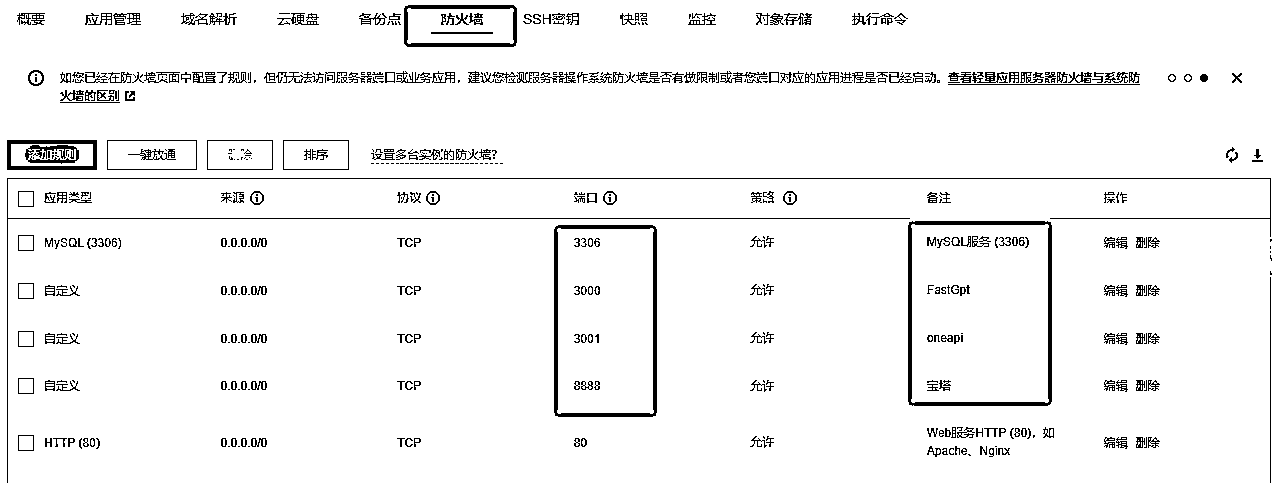 概要 应用管理 域名解析 云硬盘 备份点 防火墙 SSH密钥 快照 监控 对象存储 执行命令
如您已经在防火墙页面中配置了规则，但仍无法访问服务器端口或业务应用，建议您检测服务器操作系统防火墙是否有做限制或者您端口对应的应用进程是否已经启动。查看轻量应用服务器防火墙与系统防
火墙的区别
添加规则 一键放通 删除 排序 设置多台实例的防火墙？
应用类型 来源 协议 端口 策略 备注 操作
MySQL (3306) 0.0.0.0/0 TCP 3306 允许 MySQL服务 (3306) 编辑 删除
自定义 0.0.0.0/0 TCP 3000 允许 FastGpt 编辑 删除
自定义 0.0.0.0/0 TCP 3001 允许 oneapi 编辑 删除
自定义 0.0.0.0/0 TCP 8888 允许 宝塔 编辑 删除
HTTP (80) 0.0.0.0/0 TCP 80 允许 Web服务HTTP (80)，如 编辑 删除
Apache、Nginx